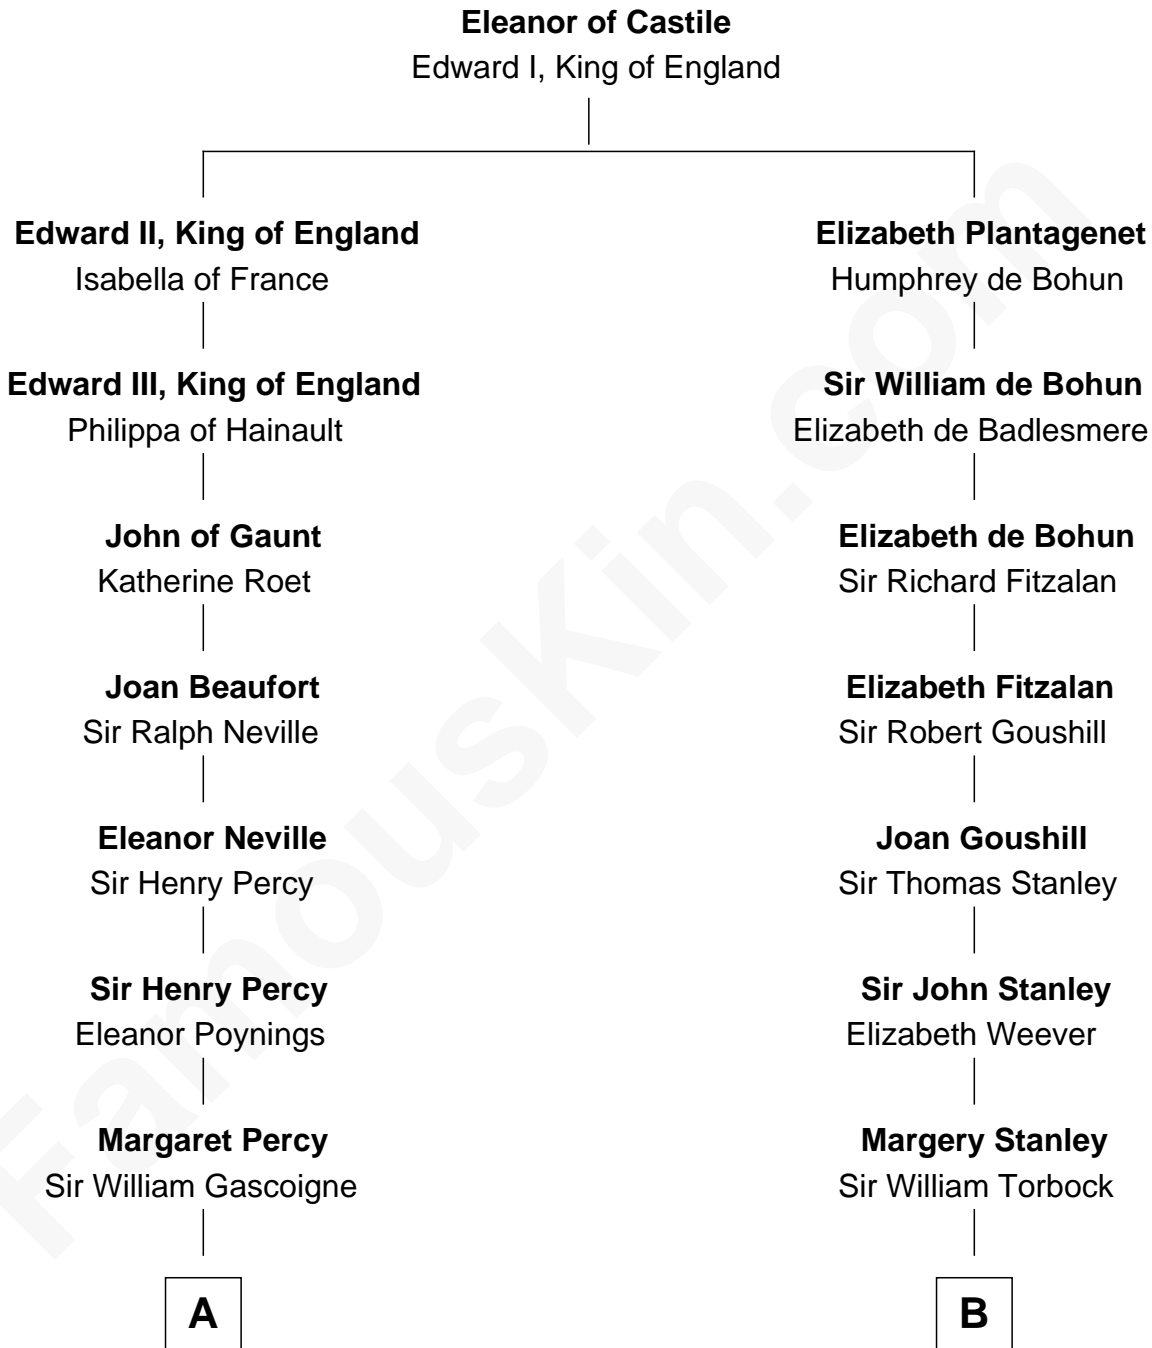 Eleanor of Castile
Edward I, King of England
Edward II, King of England
Isabella of France
Edward III, King of England
Philippa of Hainault
John of Gaunt
Katherine Roet
Joan Beaufort
Sir Ralph Neville
Eleanor Neville
Sir Henry Percy
Sir Henry Percy
Eleanor Poynings
Margaret Percy
Sir William Gascoigne
A
Elizabeth Plantagenet
Humphrey de Bohun
Sir William de Bohun
Elizabeth de Badlesmere
Elizabeth de Bohun
Sir Richard Fitzalan
Elizabeth Fitzalan
Sir Robert Goushill
Joan Goushill
Sir Thomas Stanley
Sir John Stanley
Elizabeth Weever
Margery Stanley
Sir William Torbock
B
FamousKin.com